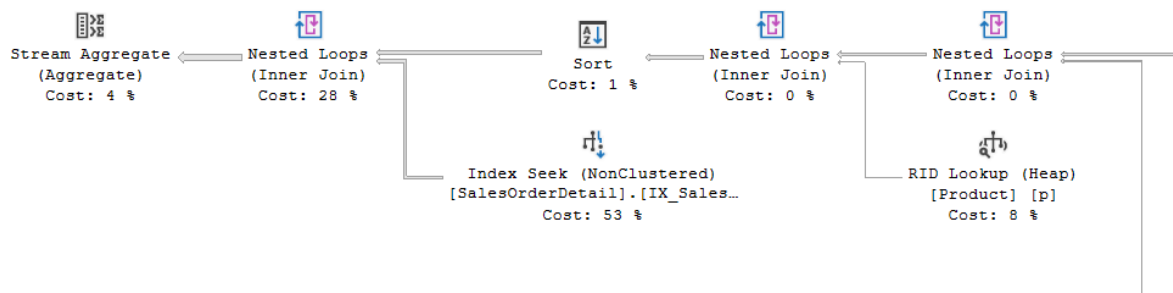 Stream Aggregate
(Aggregate)
Cost: 4 %
Nested Loops
(Inner Join)
Cost: 28 %
Sort
Cost: 1 %
Nested Loops
(Inner Join)
Cost: 0 %
Nested Loops
(Inner Join)
Cost: 0 %
Index Seek (NonClustered)
[SalesOrderDetail].[IX_Sales…
Cost: 53 %
RID Lookup (Heap)
[Product] [p]
Cost: 8 %